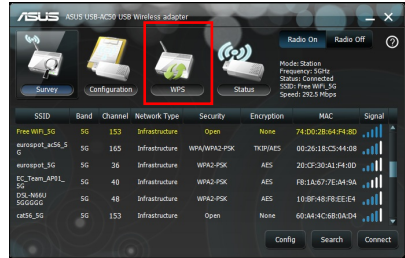 ASUS ASUS USB-AC50 USB Wireless adapter
Radio On Radio Off
Mode: Station
Frequency: 5GHz
Status: Connected
SSID: Free WiFi_5G
Speed: 292.5 Mbps
Survey Configuration WPS Status
SSID Band Channel Network Type Security Encryption MAC Signal
Free WiFi_5G 5G 153 Infrastructure Open None 74:D0:2B:64:F4:8D
eurospot_ac56_5G 5G 165 Infrastructure WPA/WPA2-PSK TKIP/AES 00:26:18:C5:44:08
eurospot_5G 5G 36 Infrastructure WPA2-PSK AES 20:CF:30:A1:F4:0D
EC_Team_AP01_5G 5G 40 Infrastructure WPA2-PSK AES F8:1A:67:7E:A4:9A
DSL-N66U 5GGGGG 5G 48 Infrastructure WPA2-PSK AES 10:BF:48:F8:EE:E4
cat56_5G 5G 153 Infrastructure Open None 60:A4:4C:6B:0A:D4
Config Search Connect